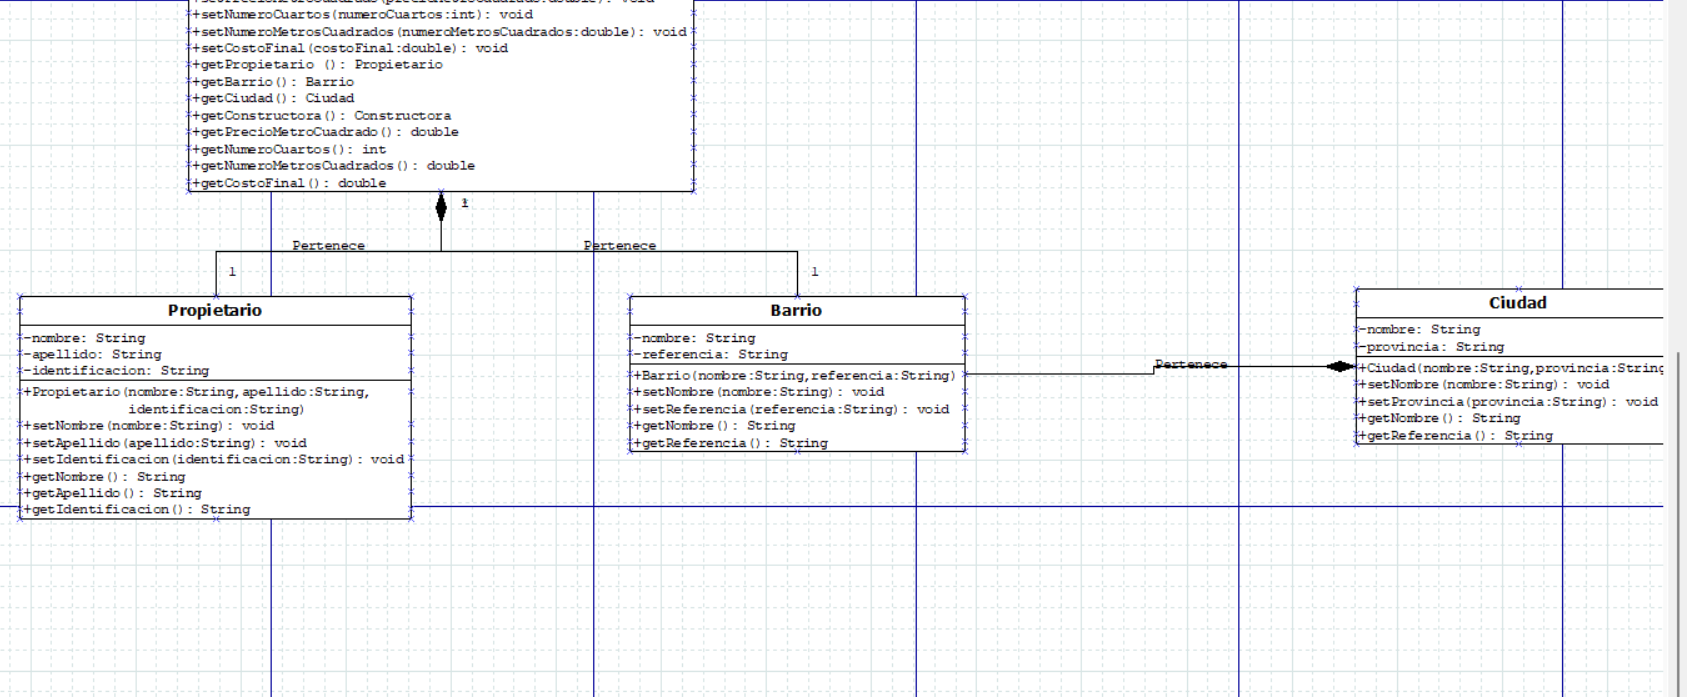 +setPrecioMetroCuadrado(precioMetroCuadrado:double): void
+setNumeroCuartos(numeroCuartos:int): void
+setNumeroMetrosCuadrados(numeroMetrosCuadrados:double): void
+setCostoFinal(costoFinal:double): void
+getPropietario (): Propietario
+getBarrio(): Barrio
+getCiudad(): Ciudad
+getConstructora(): Constructora
+getPrecioMetroCuadrado(): double
+getNumeroCuartos(): int
+getNumeroMetrosCuadrados(): double
+getCostoFinal(): double
Pertenece
Pertenece
1
1
Propietario
-nombre: String
-apellido: String
-identificacion: String
+Propietario(nombre:String,apellido:String,
identificacion:String)
+setNombre(nombre:String): void
+setApellido(apellido:String): void
+setIdentificacion(identificacion:String): void
+getNombre(): String
+getApellido(): String
+getIdentificacion(): String
Barrio
-nombre: String
-referencia: String
+Barrio(nombre:String,referencia:String)
+setNombre(nombre:String): void
+setReferencia(referencia:String): void
+getNombre(): String
+getReferencia(): String
Pertenece
Ciudad
-nombre: String
-provincia: String
+Ciudad(nombre:String,provincia:String
+setNombre(nombre:String): void
+setProvincia(provincia:String): void
+getNombre(): String
+getReferencia(): String